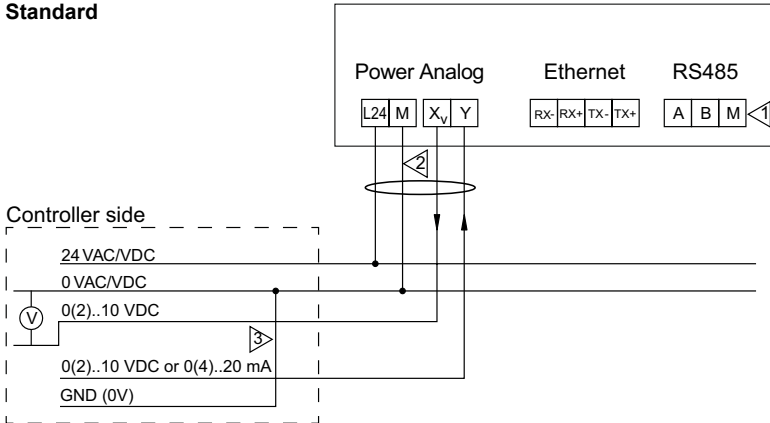 Standard
Power Analog Ethernet RS485
L24 M Xv Y RX- RX+ TX- TX+ A B M 1
2
Controller side
24 VAC/VDC
0 VAC/VDC
0(2)..10 VDC
V
3
0(2)..10 VDC or 0(4)..20 mA
GND (0V)